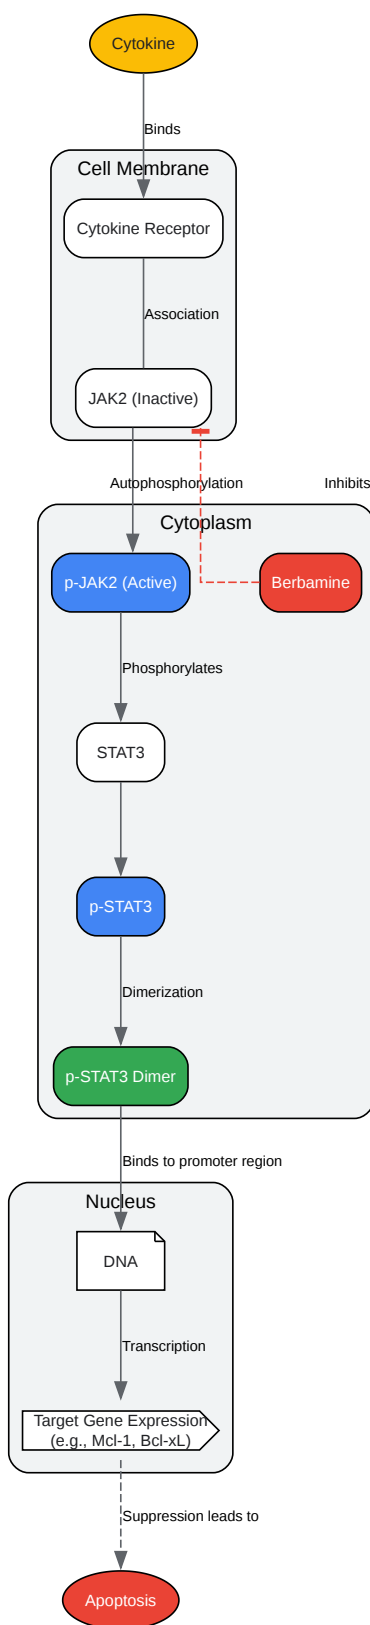 Cytokine
Binds
Cell Membrane
Cytokine Receptor
Association
JAK2 (Inactive)
Autophosphorylation
Inhibits
Cytoplasm
p-JAK2 (Active)
Berbamine
Phosphorylates
STAT3
p-STAT3
Dimerization
p-STAT3 Dimer
Binds to promoter region
Nucleus
DNA
Transcription
Target Gene Expression
(e.g., Mcl-1, Bcl-xL)
Suppression leads to
Apoptosis